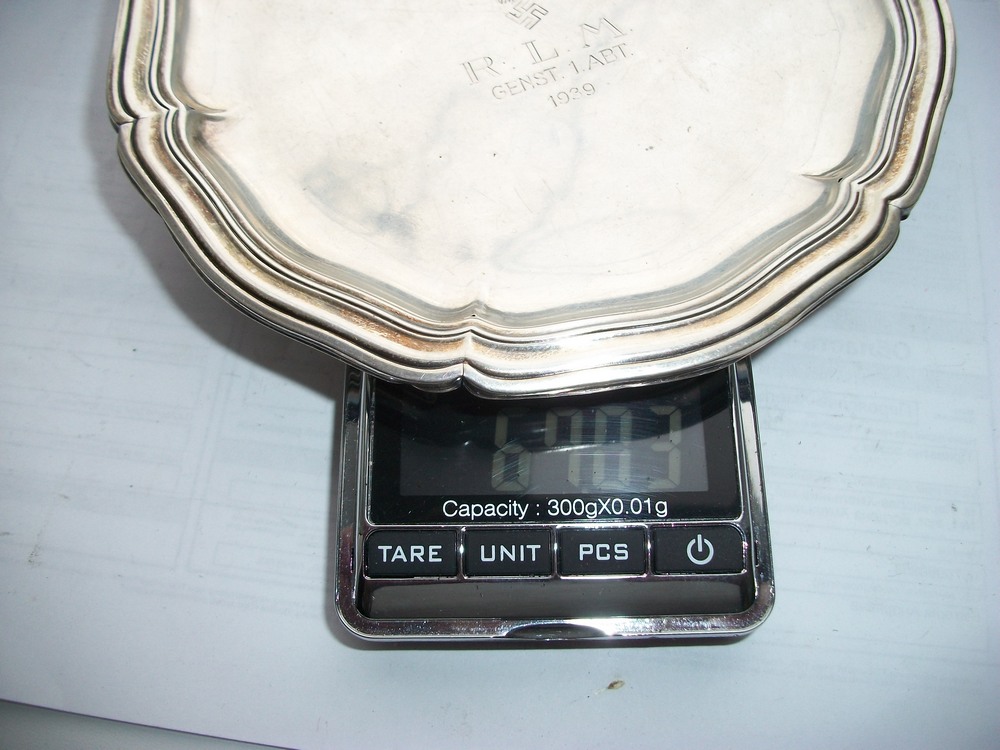 R. L. M.
GENST. 1. ABT.
1939
Capacity : 300gX0.01g
TARE UNIT PCS